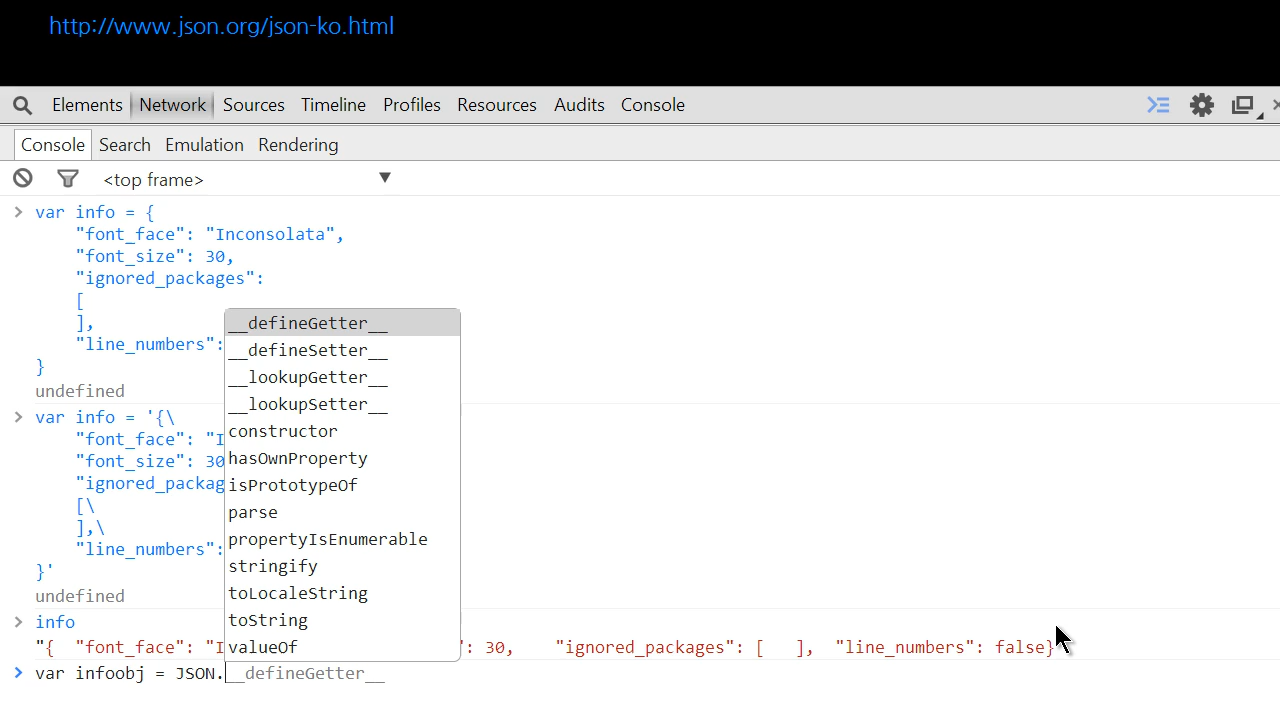 http://www.json.org/json-ko.html
Elements Network Sources Timeline Profiles Resources Audits Console
Console Search Emulation Rendering
<top frame>
> var info = {
"font_face": "Inconsolata",
"font_size": 30,
"ignored_packages":
[
],
"line_numbers":
}
undefined
> var info = '{\
"font_face": "I
"font_size": 30
"ignored_packag
[\
],\
"line_numbers":
}'
undefined
> info
"{ "font_face": "I ": 30, "ignored_packages": [ ], "line_numbers": false}
> var infoobj = JSON.__defineGetter__
__defineGetter__
__defineSetter__
__lookupGetter__
__lookupSetter__
constructor
hasOwnProperty
isPrototypeOf
parse
propertyIsEnumerable
stringify
toLocaleString
toString
valueOf